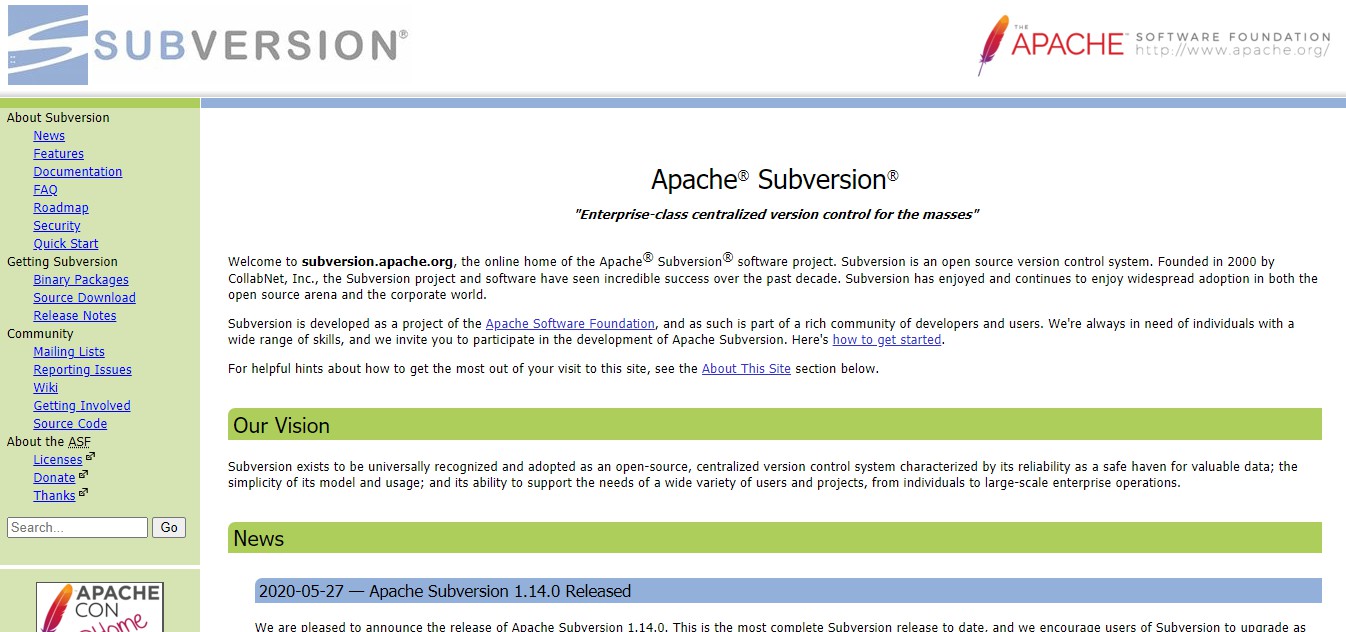 SUBVERSION®
THE
APACHE™ SOFTWARE FOUNDATION
http://www.apache.org/
About Subversion
News
Features
Documentation
FAQ
Roadmap
Security
Quick Start
Getting Subversion
Binary Packages
Source Download
Release Notes
Community
Mailing Lists
Reporting Issues
Wiki
Getting Involved
Source Code
About the ASF
Licenses
Donate
Thanks
Search...
Go
APACHE
CON
@Home
Apache® Subversion®
"Enterprise-class centralized version control for the masses"
Welcome to subversion.apache.org, the online home of the Apache® Subversion® software project. Subversion is an open source version control system. Founded in 2000 by
CollabNet, Inc., the Subversion project and software have seen incredible success over the past decade. Subversion has enjoyed and continues to enjoy widespread adoption in both the
open source arena and the corporate world.
Subversion is developed as a project of the Apache Software Foundation, and as such is part of a rich community of developers and users. We're always in need of individuals with a
wide range of skills, and we invite you to participate in the development of Apache Subversion. Here's how to get started.
For helpful hints about how to get the most out of your visit to this site, see the About This Site section below.
Our Vision
Subversion exists to be universally recognized and adopted as an open-source, centralized version control system characterized by its reliability as a safe haven for valuable data; the
simplicity of its model and usage; and its ability to support the needs of a wide variety of users and projects, from individuals to large-scale enterprise operations.
News
2020-05-27 — Apache Subversion 1.14.0 Released
We are pleased to announce the release of Apache Subversion 1.14.0. This is the most complete Subversion release to date, and we encourage users of Subversion to upgrade as